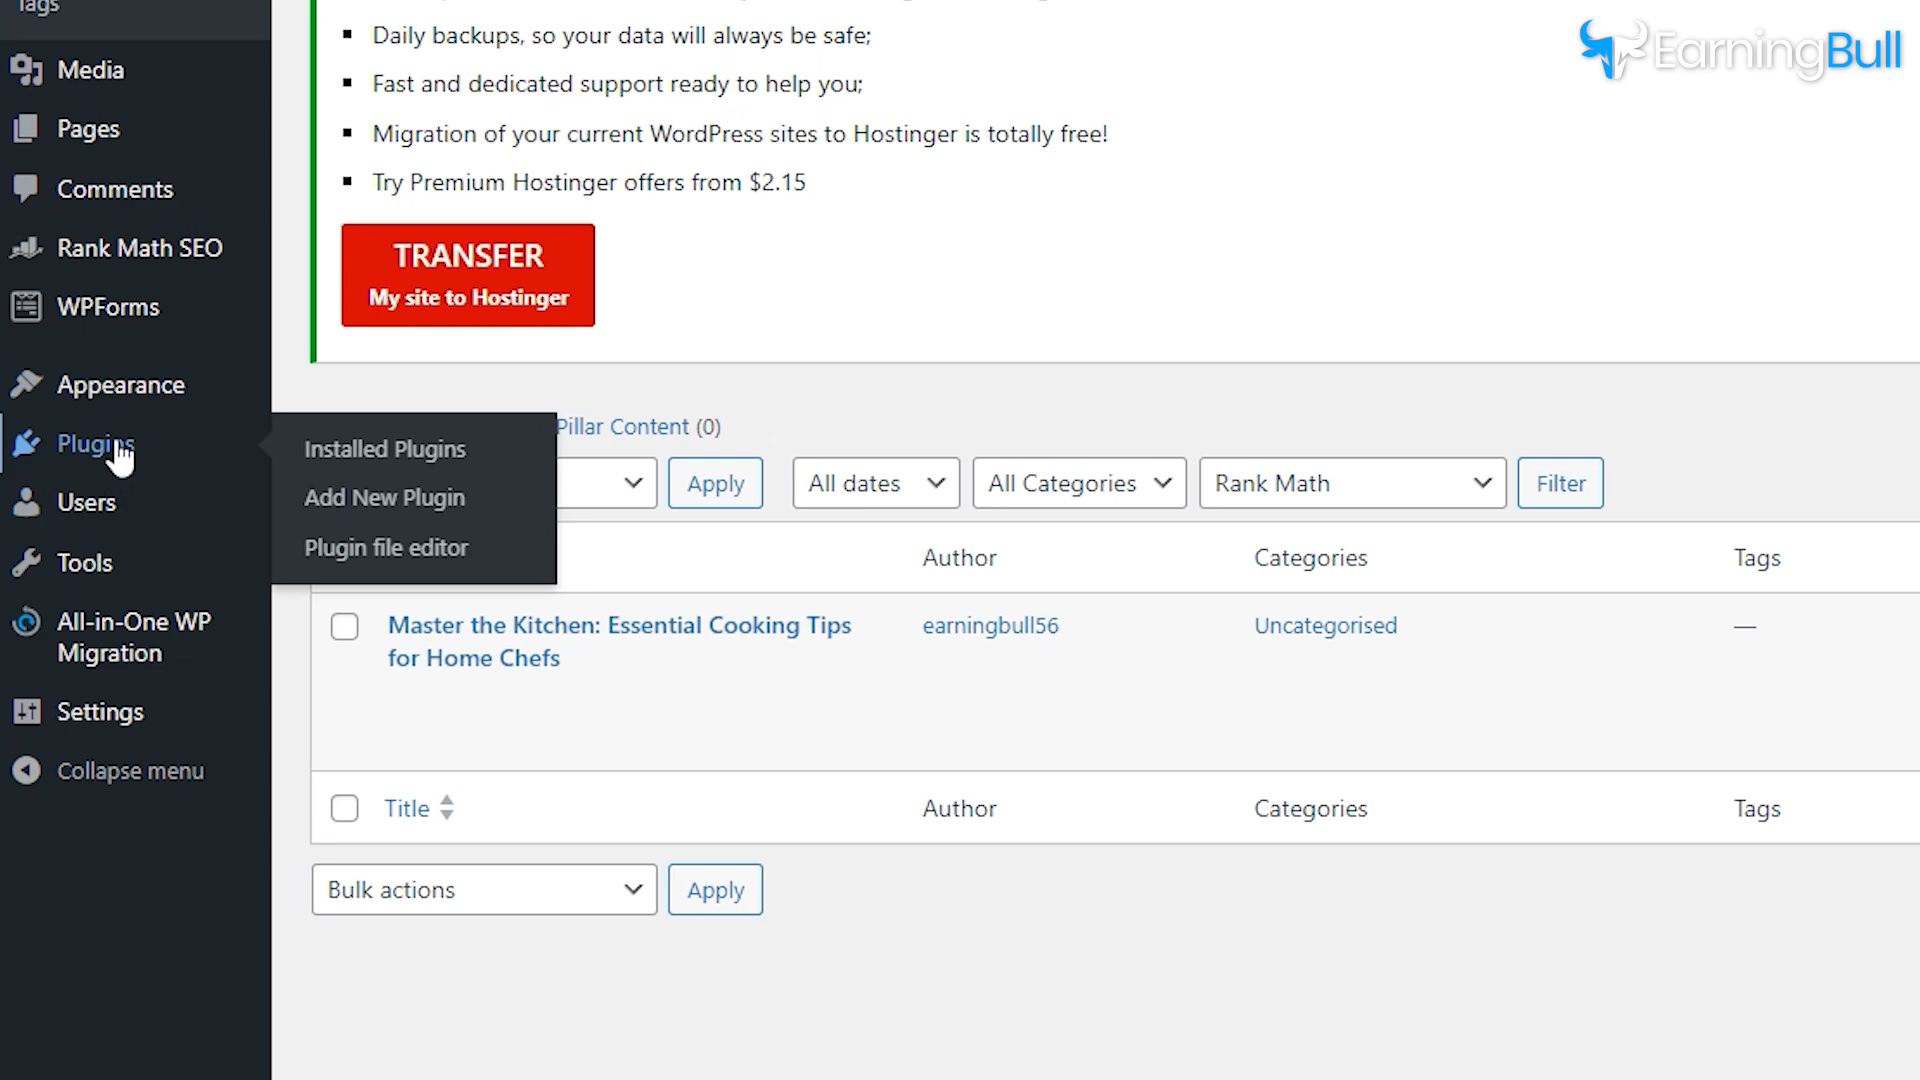 Tags
Media
Pages
Comments
Rank Math SEO
WPForms
Appearance
Plugins
Users
Tools
All-in-One WP
Migration
Settings
Collapse menu
Installed Plugins
Add New Plugin
Plugin file editor
EarningBull
Daily backups, so your data will always be safe;
Fast and dedicated support ready to help you;
Migration of your current WordPress sites to Hostinger is totally free!
Try Premium Hostinger offers from $2.15
TRANSFER
My site to Hostinger
Pillar Content (0)
Apply All dates All Categories Rank Math Filter
Author Categories Tags
Master the Kitchen: Essential Cooking Tips earningbull56 Uncategorised —
for Home Chefs
Title Author Categories Tags
Bulk actions Apply